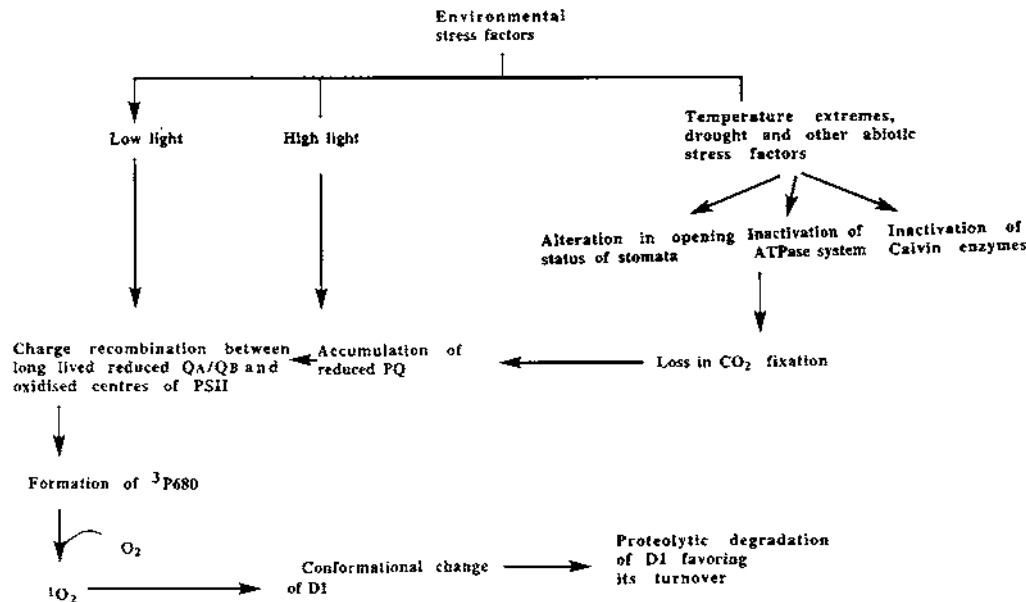 Environmental
stress factors
Low light
High light
Temperature extremes,
drought and other abiotic
stress factors
Alteration in opening
status of stomata
Inactivation of
ATPase system
Inactivation of
Calvin enzymes
Charge recombination between
long lived reduced QA/QB and
oxidised centres of PSII
Accumulation of
reduced PQ
Loss in CO₂ fixation
Formation of ³P680
O₂
¹O₂
Conformational change
of D1
Proteolytic degradation
of D1 favoring
its turnover